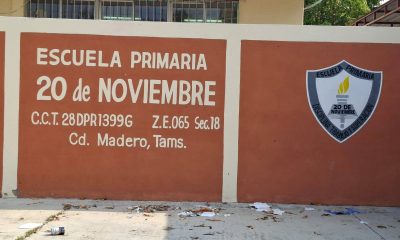 ESCUELA PRIMARIA
20 de NOVIEMBRE
C.C.T. 28DPR1399G Z.E.065 Sec.18
Cd. Madero, Tams.
ESCUELA PRIMARIA
20 DE
NOVIEMBRE